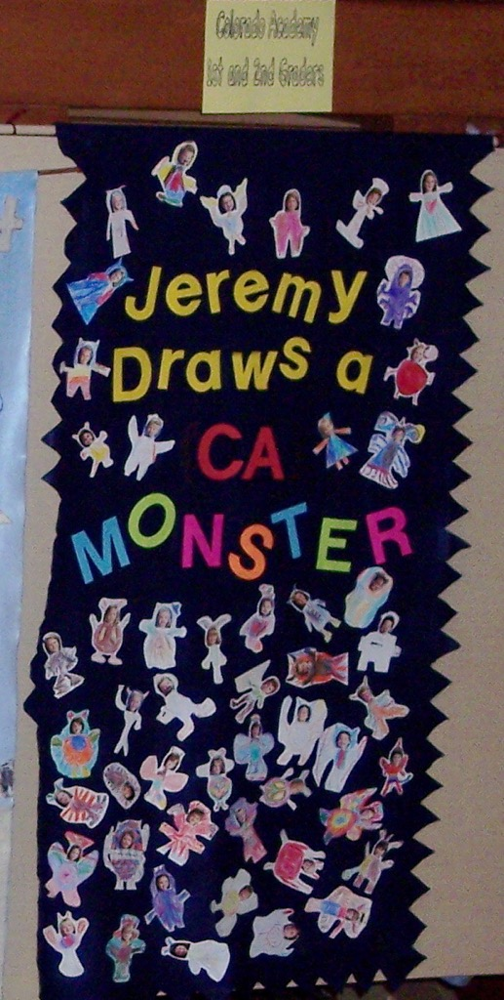 Colorado Academy
1st and 2nd Graders
Jeremy
Draws a
CA
MONSTER